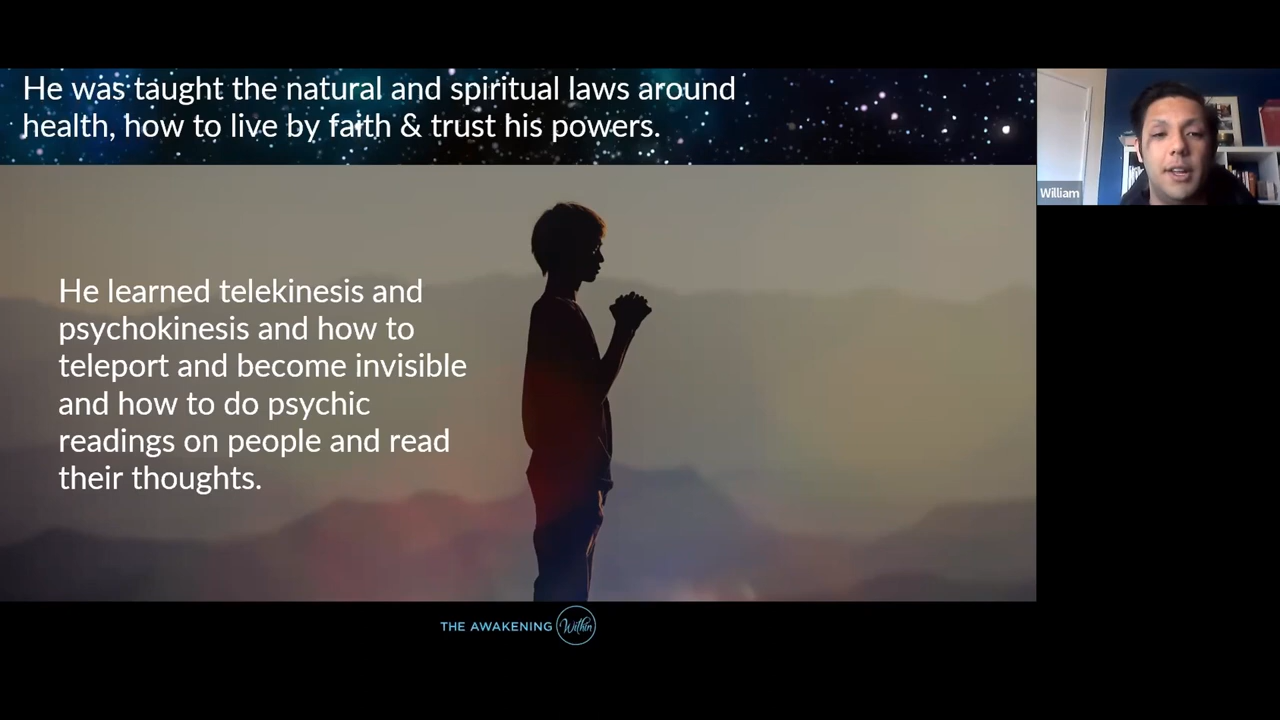 He was taught the natural and spiritual laws around
health, how to live by faith & trust his powers.
William
He learned telekinesis and
psychokinesis and how to
teleport and become invisible
and how to do psychic
readings on people and read
their thoughts.
THE AWAKENING Within